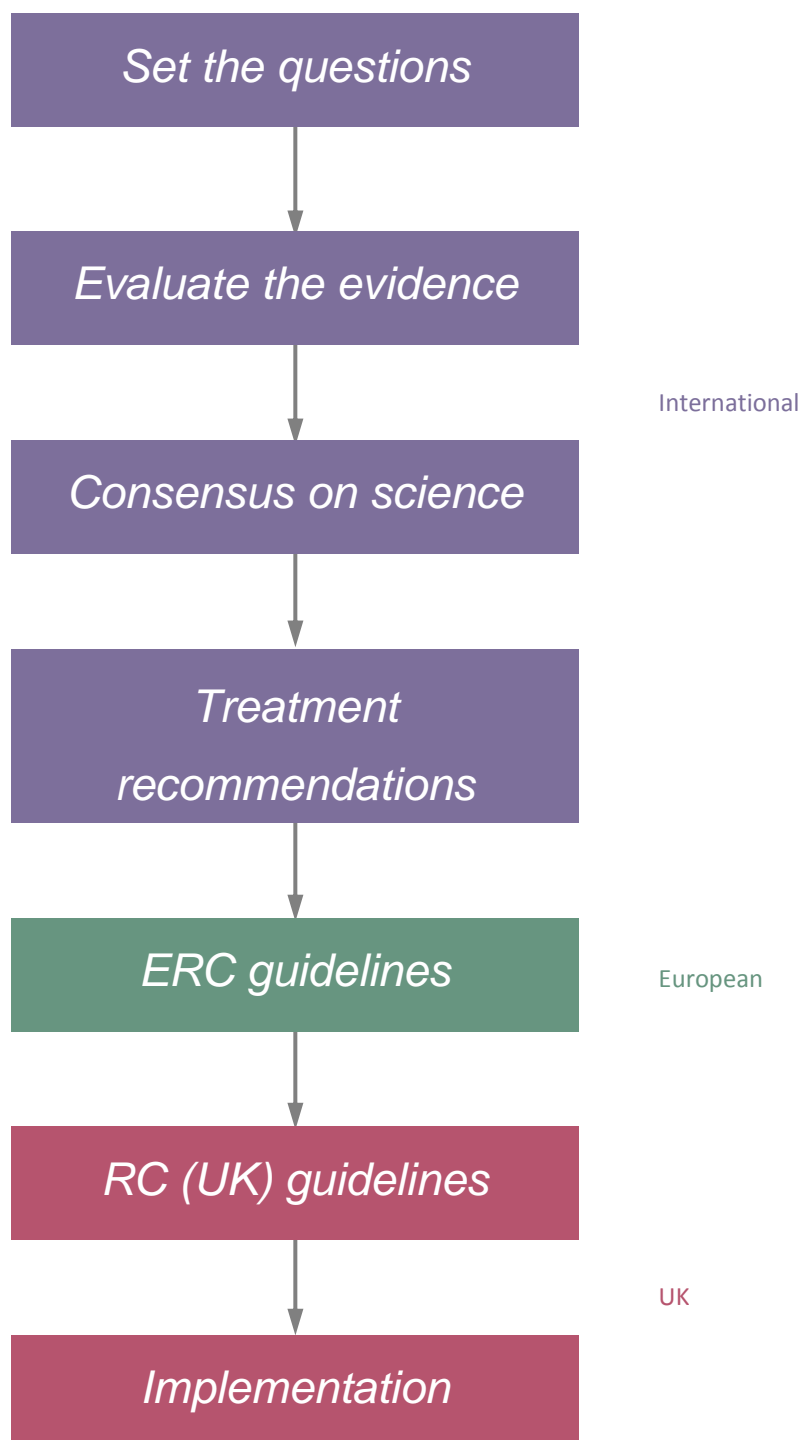 Set the questions
Evaluate the evidence
International
Consensus on science
Treatment
recommendations
ERC guidelines
European
RC (UK) guidelines
UK
Implementation